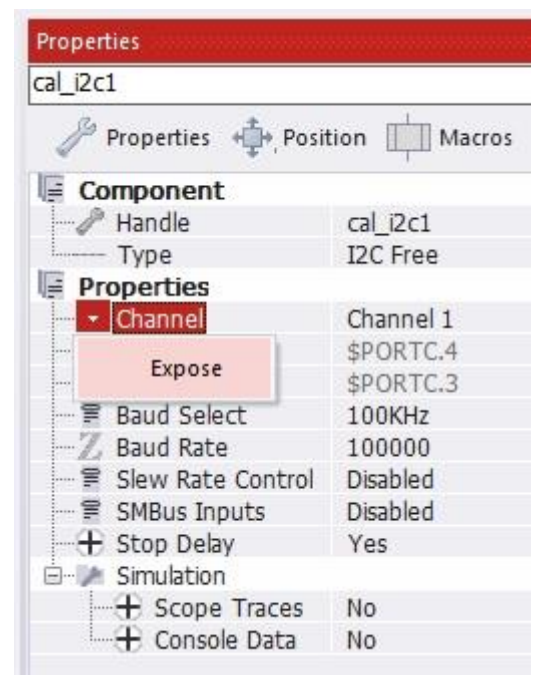 Properties
cal_i2c1
Properties Position Macros
Component
Handle cal_i2c1
Type I2C Free
Properties
Channel Channel 1
$PORTC.4
Expose
$PORTC.3
Baud Select 100KHz
Baud Rate 100000
Slew Rate Control Disabled
SMBus Inputs Disabled
Stop Delay Yes
Simulation
Scope Traces No
Console Data No